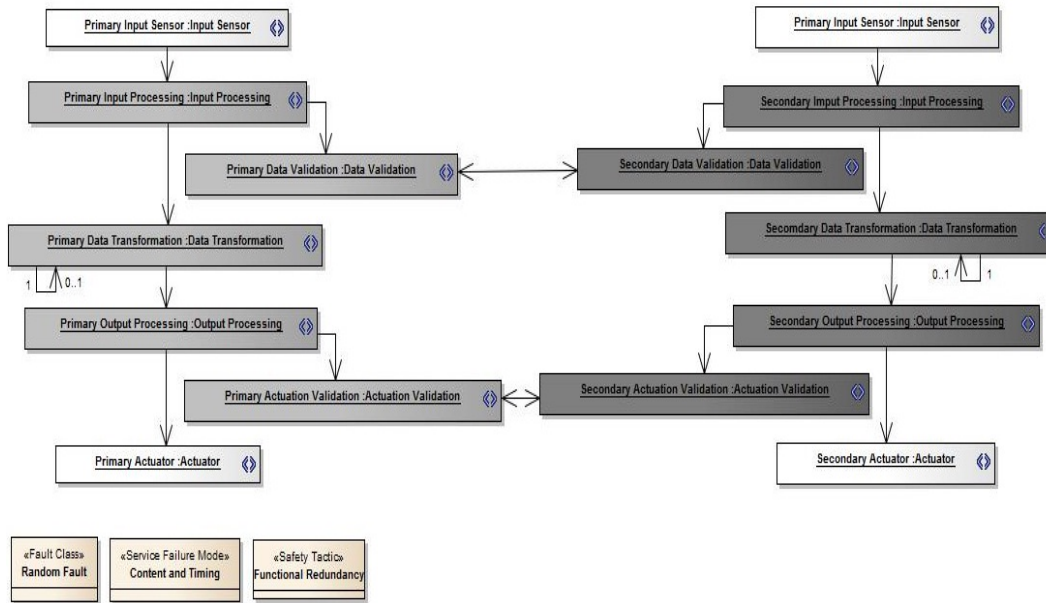 Primary Input Sensor :Input Sensor
Primary Input Sensor :Input Sensor
Primary Input Processing :Input Processing
Secondary Imput Processing :Input Processing
Primary Data Validation :Data Validation
Secondary Data Validation :Data Validation
Primary Data Transformation :Data Transformation
Secomdary Data Transformation :Data Transformation
1
0..1
0..1
1
Primary Output Processing :Output Processing
Secondary Output Processing :Output Processing
Primary Actuation Validation :Actuation Validation
Secondary Actuation Validation :Actuation Validation
Primary Actuator :Actuator
Secondary Actuator :Actuator
«Fault Class»
Random Fault
«Service Failure Mode»
Content and Timing
«Safety Tactic»
Functional Redundancy